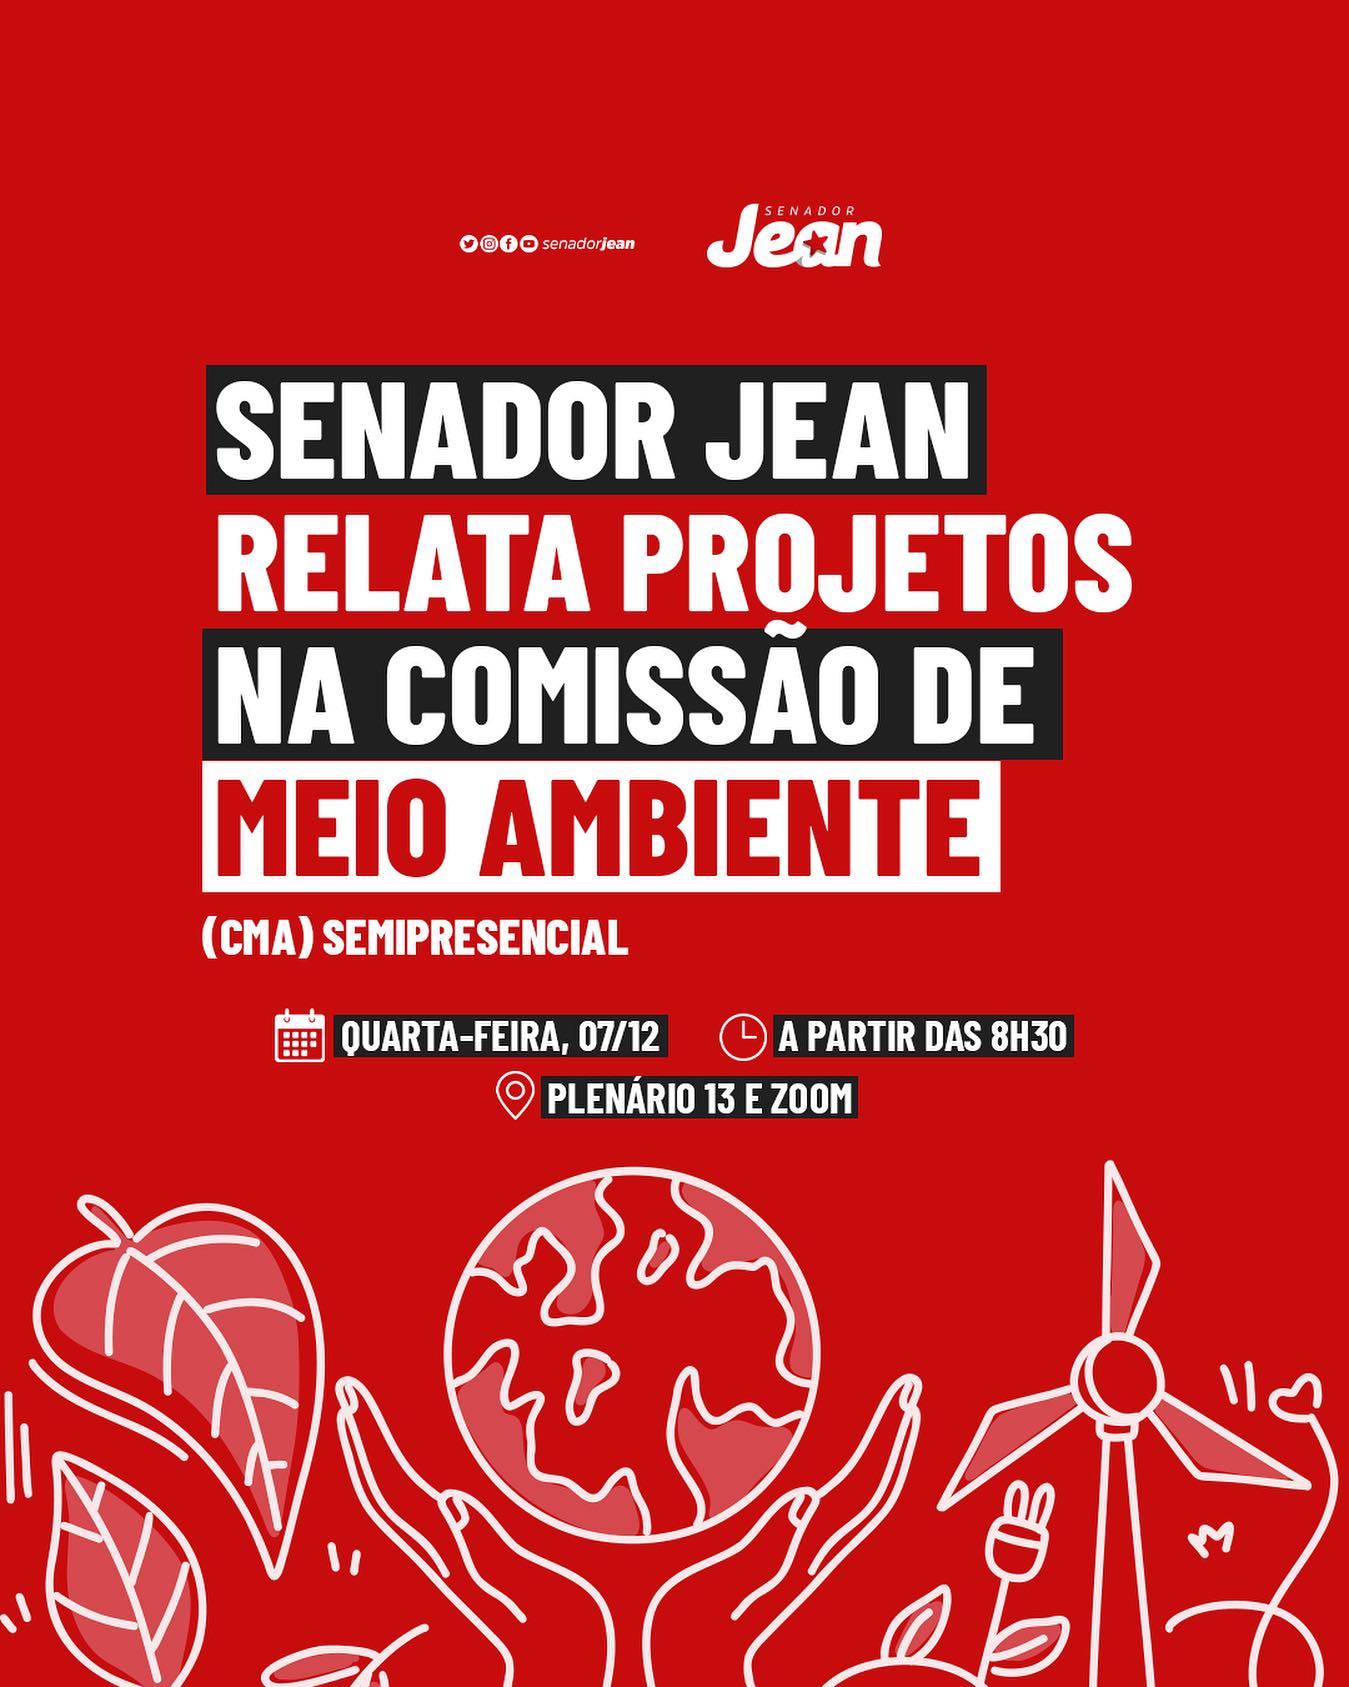 senadorjean
SENADOR
Jean
SENADOR JEAN
RELATA PROJETOS
NA COMISSÃO DE
MEIO AMBIENTE
(CMA) SEMIPRESENCIAL
QUARTA-FEIRA, 07/12
A PARTIR DAS 8H30
PLENÁRIO 13 E ZOOM